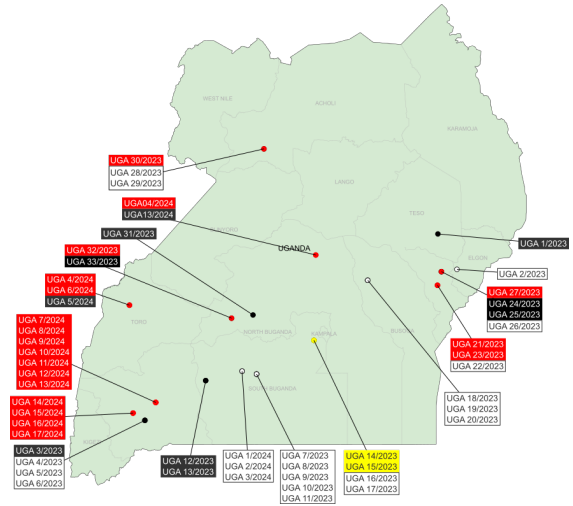 WEST NILE
ACHOLI
KARAMOJA
UGA 30/2023
UGA 28/2023
UGA 29/2023
LANGO
UGA04/2024
UGA13/2024
TESO
UGA 31/2023
BUNYORO
UGANDA
UGA 1/2023
UGA 32/2023
UGA 33/2023
ELGON
UGA 2/2023
UGA 4/2024
UGA 6/2024
UGA 5/2024
UGA 27/2023
UGA 24/2023
UGA 25/2023
UGA 26/2023
TORO
NORTH BUGANDA
KAMPALA
BUSOGA
UGA 7/2024
UGA 8/2024
UGA 9/2024
UGA 10/2024
UGA 11/2024
UGA 12/2024
UGA 13/2024
UGA 21/2023
UGA 23/2023
UGA 22/2023
SOUTH BUGANDA
UGA 14/2024
UGA 15/2024
UGA 16/2024
UGA 17/2024
UGA 18/2023
UGA 19/2023
UGA 20/2023
UGA 3/2023
UGA 4/2023
UGA 5/2023
UGA 6/2023
UGA 12/2023
UGA 13/2023
UGA 1/2024
UGA 2/2024
UGA 3/2024
UGA 7/2023
UGA 8/2023
UGA 9/2023
UGA 10/2023
UGA 11/2023
UGA 14/2023
UGA 15/2023
UGA 16/2023
UGA 17/2023